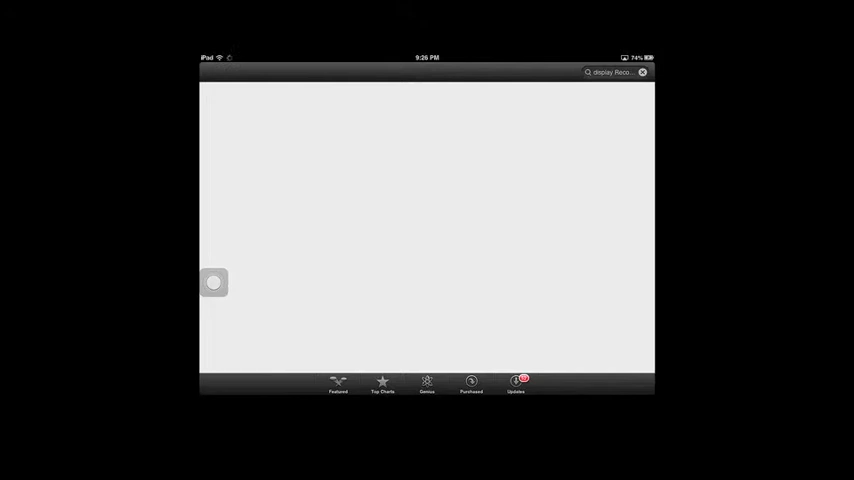 iPad 9:26 PM 74%
display Reco...
Featured Top Charts Genius Purchased Updates